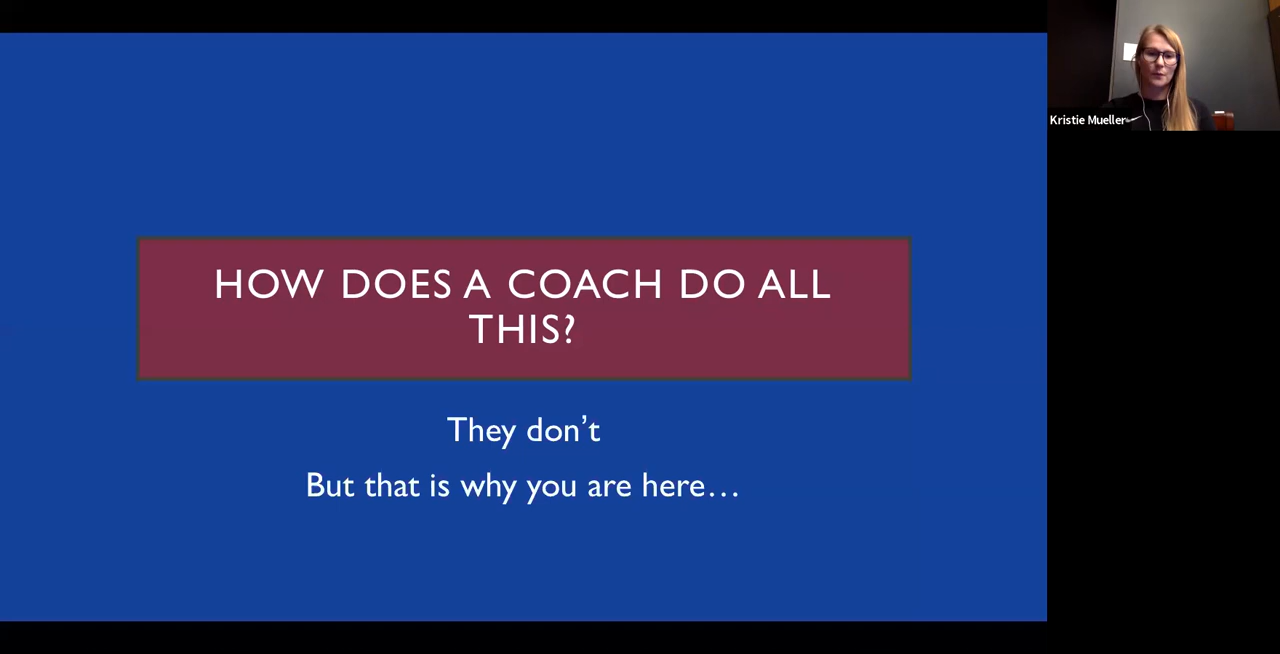 HOW DOES A COACH DO ALL
THIS?
They don’t
But that is why you are here…
Kristie Mueller